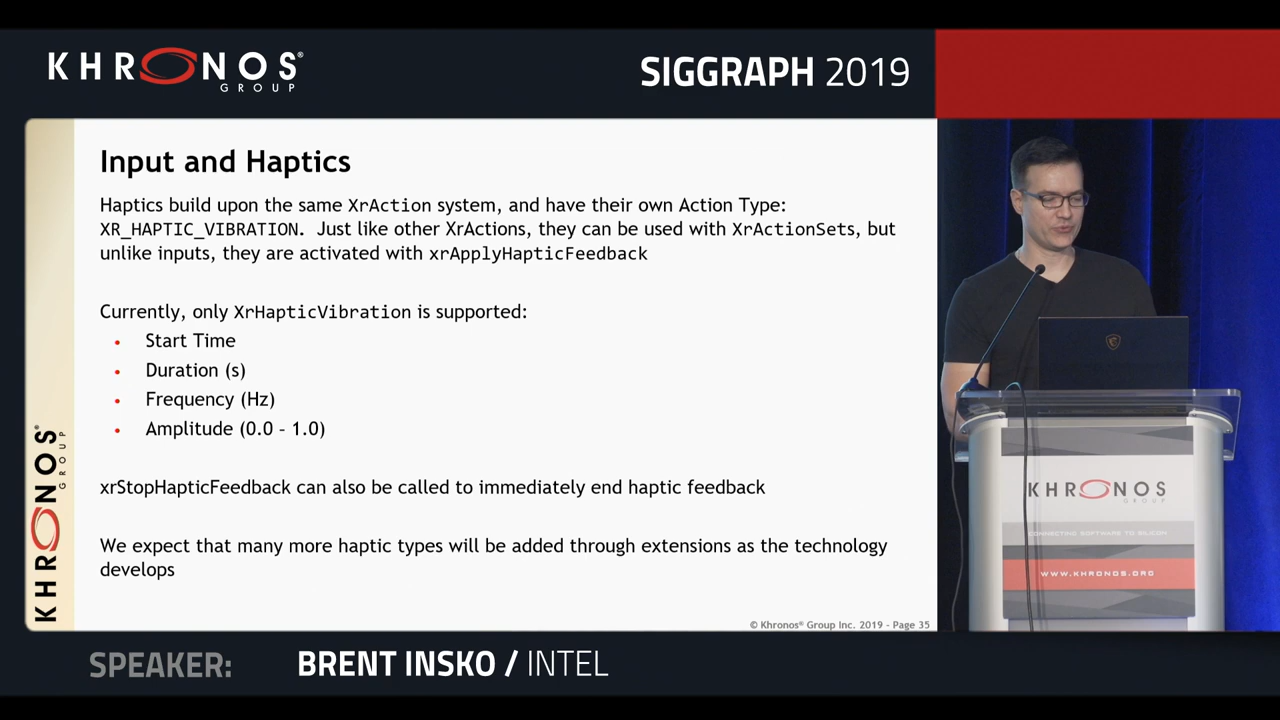 KHRONOS®
GROUP
SIGGRAPH 2019
Input and Haptics
Haptics build upon the same XrAction system, and have their own Action Type:
XR_HAPTIC_VIBRATION. Just like other XrActions, they can be used with XrActionSets, but
unlike inputs, they are activated with xrApplyHapticFeedback
Currently, only XrHapticVibration is supported:
• Start Time
• Duration (s)
• Frequency (Hz)
• Amplitude (0.0 – 1.0)
xrStopHapticFeedback can also be called to immediately end haptic feedback
We expect that many more haptic types will be added through extensions as the technology
develops
© Khronos® Group Inc. 2019 - Page 35
KHRONOS®
GROUP
KHRONOS
GROUP
CONNECTING SOFTWARE TO SILICON
WWW.KHRONOS.ORG
SPEAKER: BRENT INSKO / INTEL